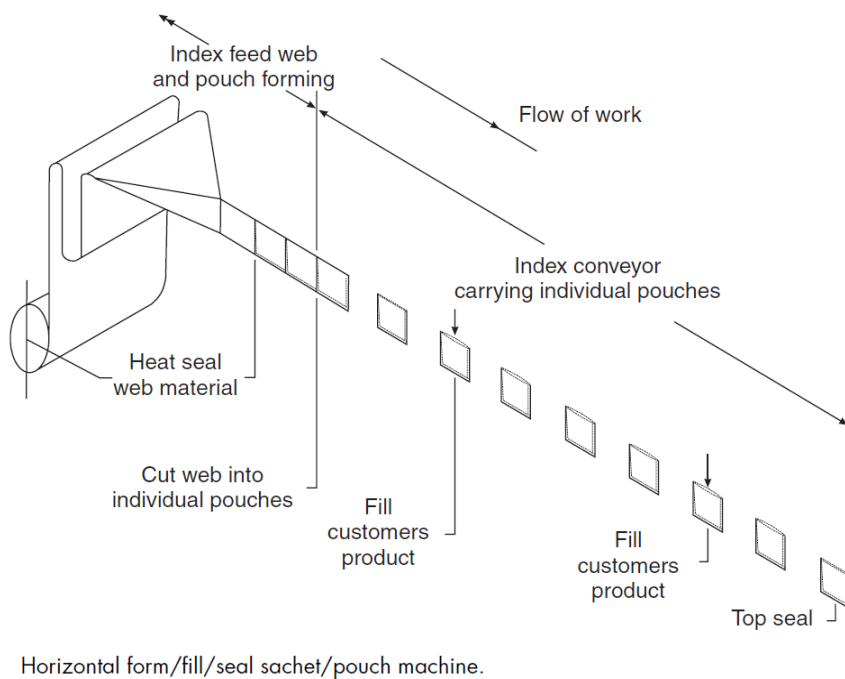 Index feed web
and pouch forming
Flow of work
Index conveyor
carrying individual pouches
Heat seal
web material
Cut web into
individual pouches
Fill
customers
product
Fill
customers
product
Top seal
Horizontal form/fill/seal sachet/pouch machine.